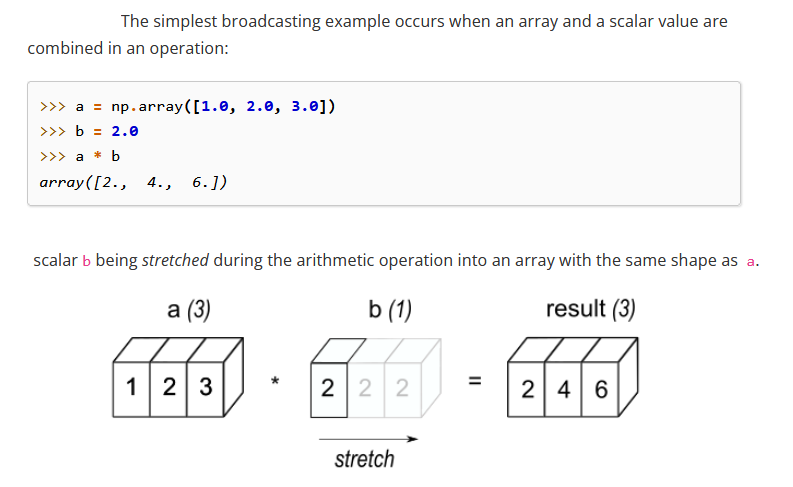 The simplest broadcasting example occurs when an array and a scalar value are
combined in an operation:
>>> a = np.array([1.0, 2.0, 3.0])
>>> b = 2.0
>>> a * b
array([2.,  4.,  6.])
scalar b being stretched during the arithmetic operation into an array with the same shape as a.
a (3) b (1) result (3)
1 2 3 * 2 2 2 = 2 4 6
stretch